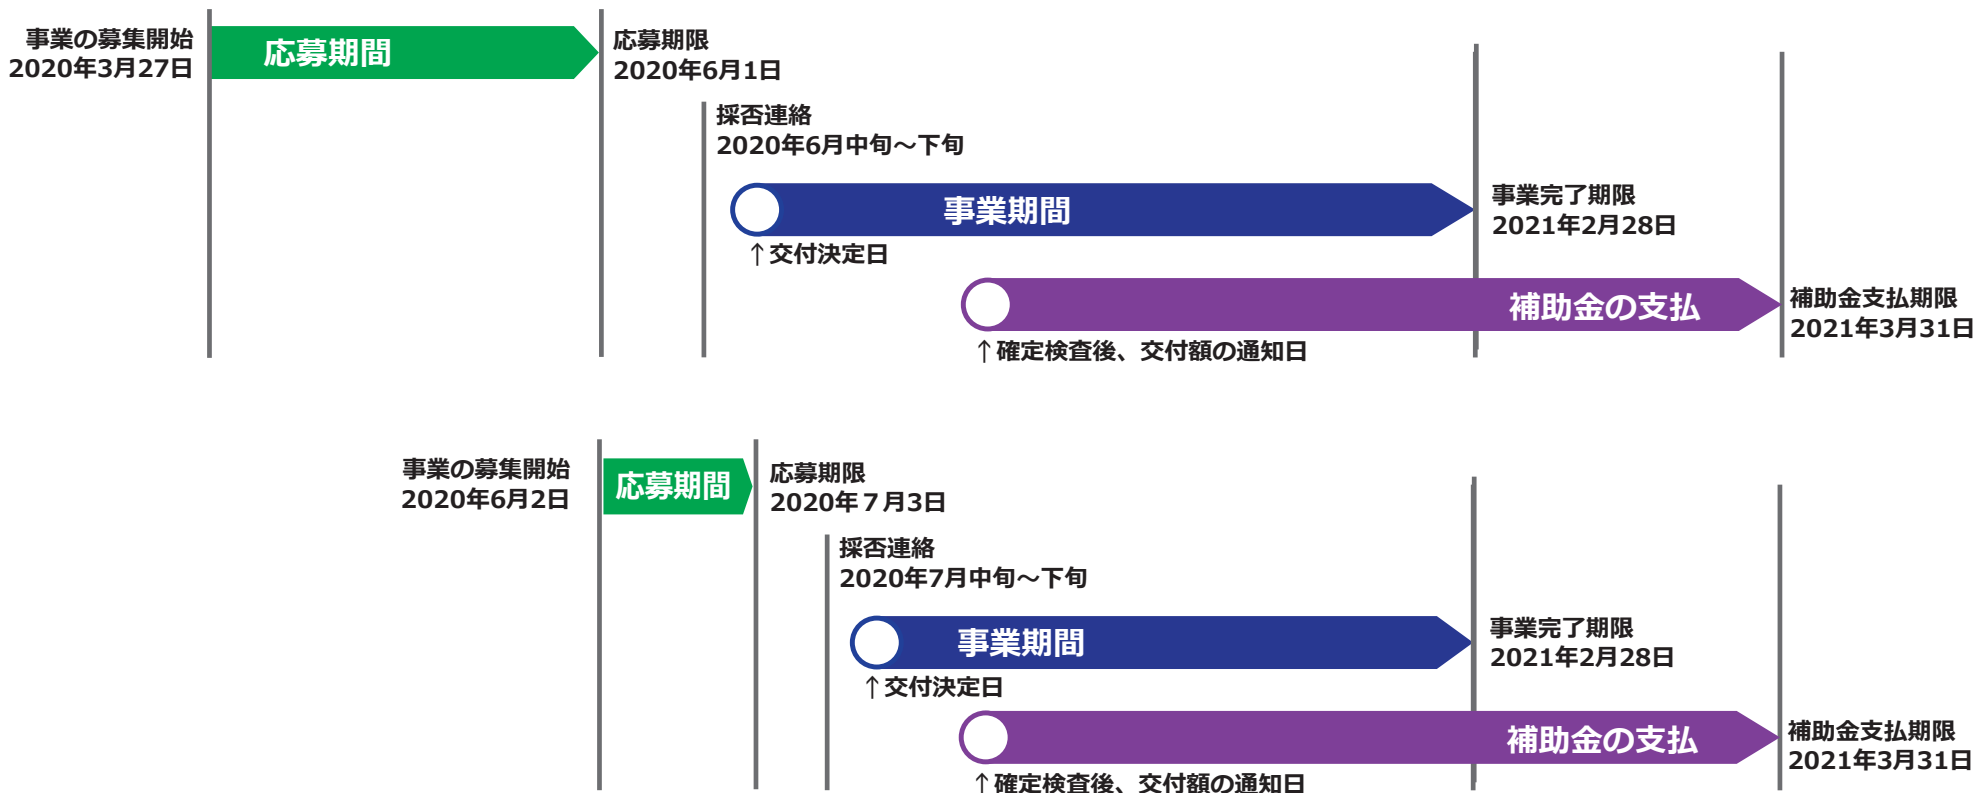 事業の募集開始
2020年3月27日
応募期間
応募期限
2020年6月1日
採否連絡
2020年6月中旬～下旬
事業期間
事業完了期限
2021年2月28日
↑交付決定日
補助金の支払
補助金支払期限
2021年3月31日
↑確定検査後、交付額の通知日
事業の募集開始
2020年6月2日
応募期間
応募期限
2020年７月3日
採否連絡
2020年7月中旬～下旬
事業期間
事業完了期限
2021年2月28日
↑交付決定日
補助金の支払
補助金支払期限
2021年3月31日
↑確定検査後、交付額の通知日